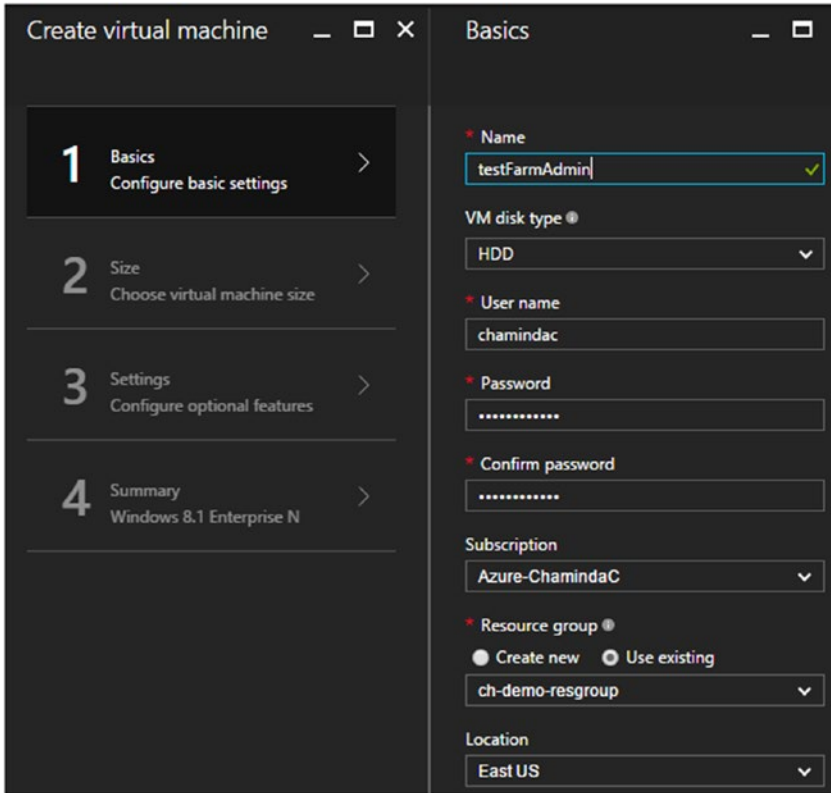 Create virtual machine
1
Basics
Configure basic settings
2
Size
Choose virtual machine size
3
Settings
Configure optional features
4
Summary
Windows 8.1 Enterprise N
Basics
* Name
testFarmAdmin
VM disk type
HDD
* User name
chamindac
* Password
••••••••••••
* Confirm password
••••••••••••
Subscription
Azure-ChamindaC
* Resource group
Create new Use existing
ch-demo-resgroup
Location
East US